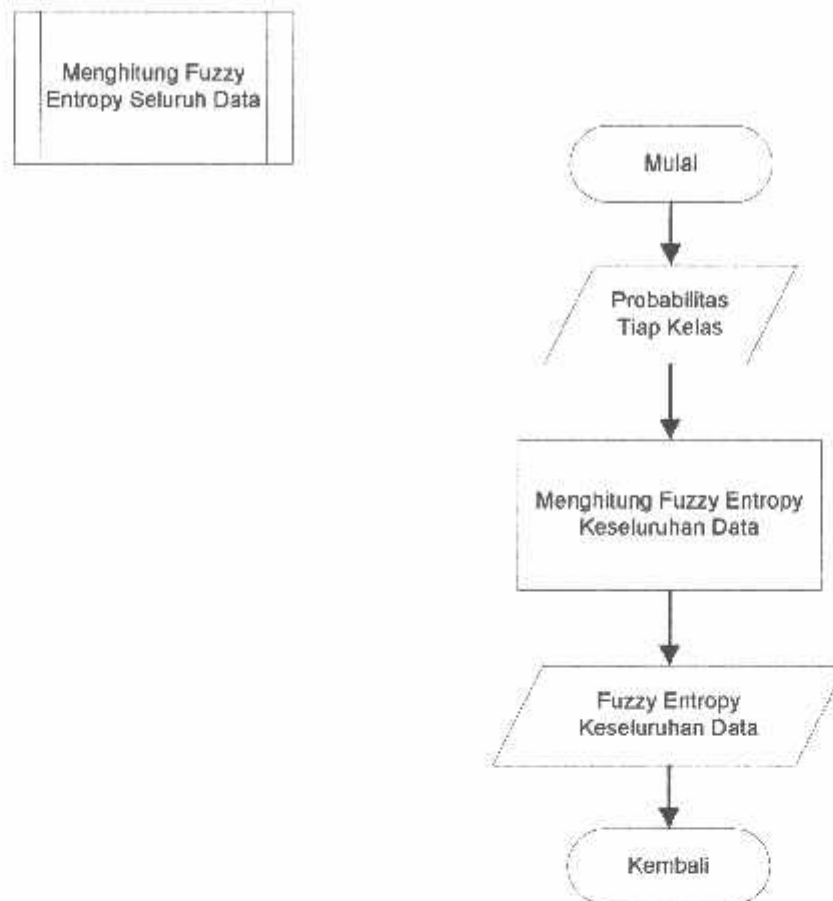 Menghitung Fuzzy
Entropy Seluruh Data
Mulai
Probabilitas
Tiap Kelas
Menghitung Fuzzy Entropy
Keseluruhan Data
Fuzzy Entropy
Keseluruhan Data
Kembali